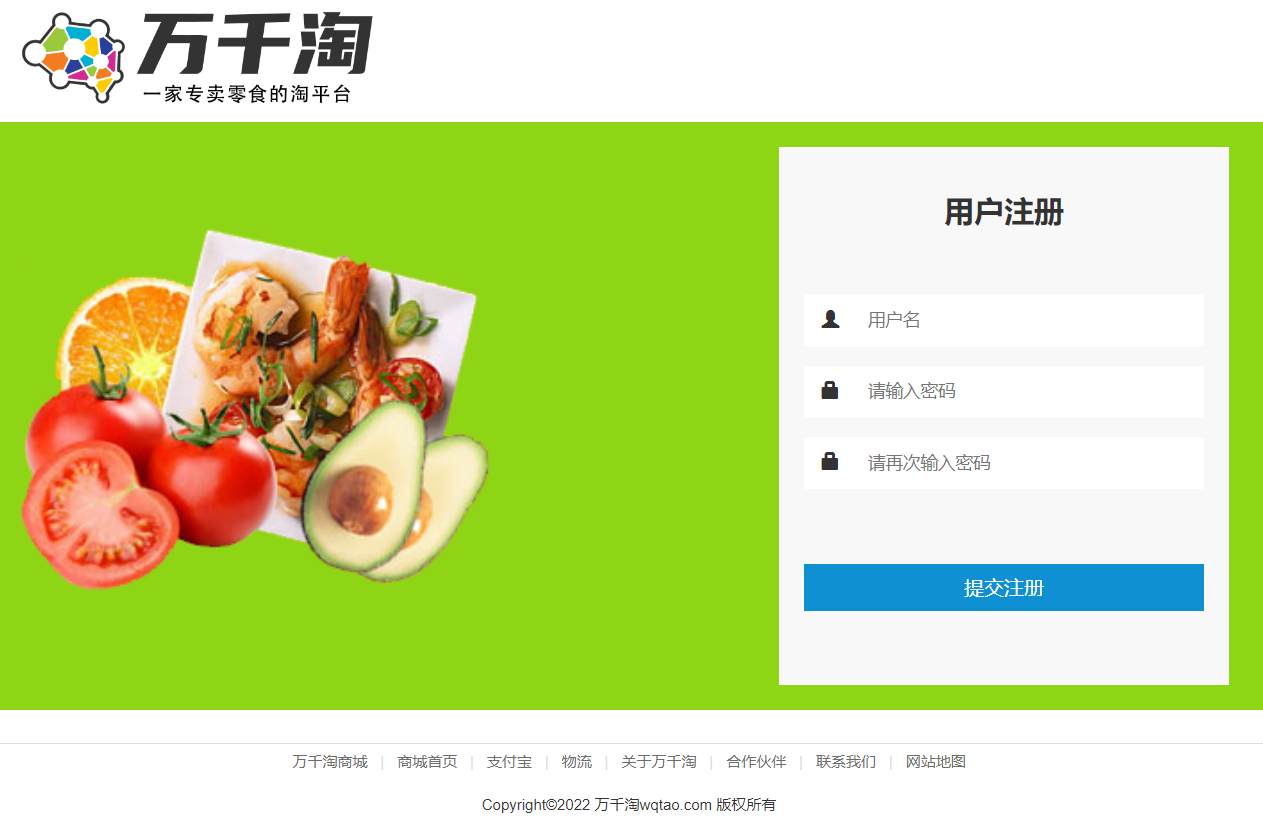 万千淘
一家专卖零食的淘平台
用户注册
用户名
请输入密码
请再次输入密码
提交注册
万千淘商城 | 商城首页 | 支付宝 | 物流 | 关于万千淘 | 合作伙伴 | 联系我们 | 网站地图
Copyright©2022 万千淘wqtao.com 版权所有